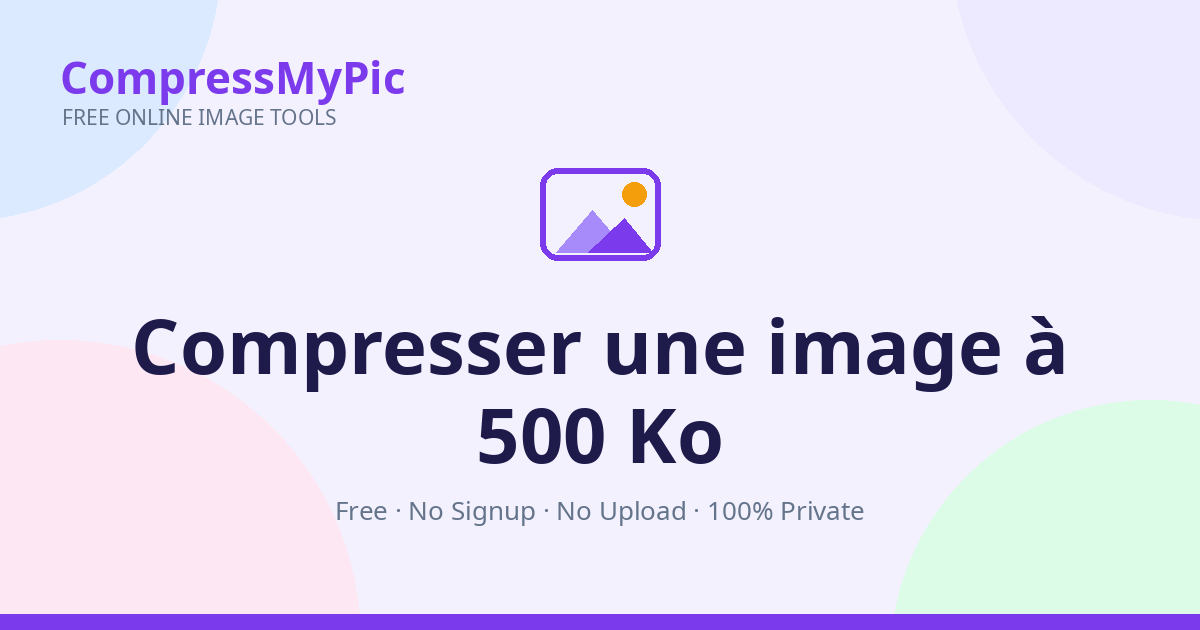 CompressMyPic
FREE ONLINE IMAGE TOOLS
Compresser une image à
500 Ko
Free · No Signup · No Upload · 100% Private